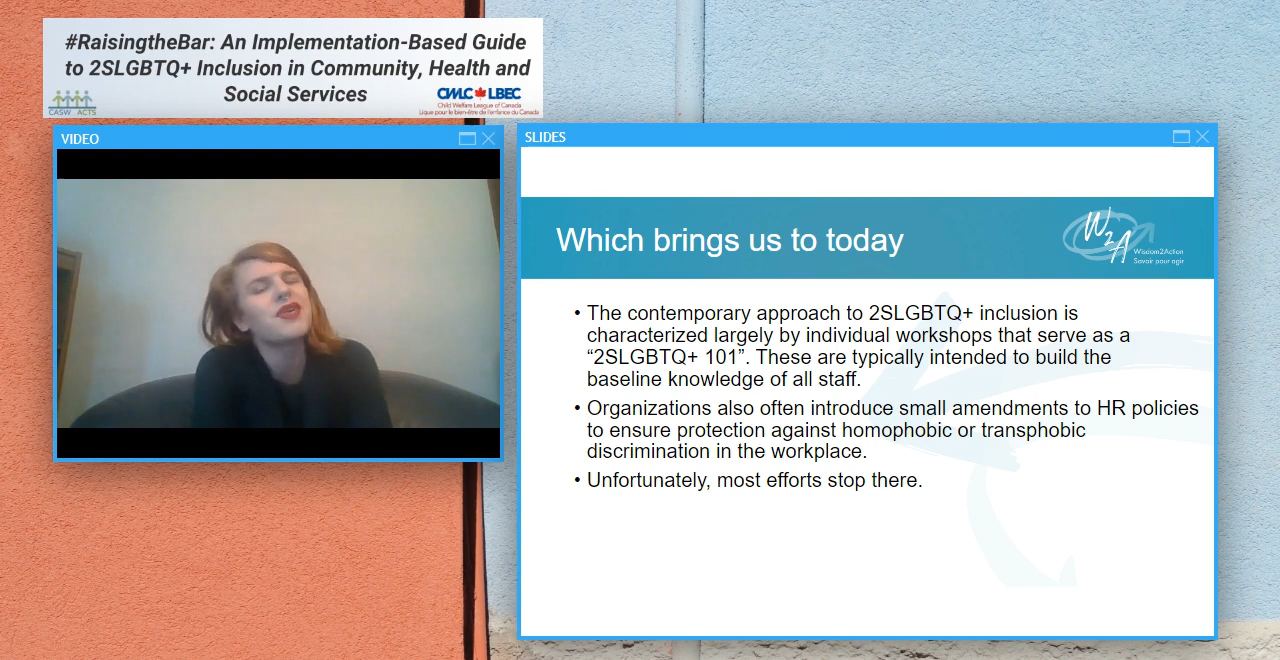 #RaisingtheBar: An Implementation-Based Guide
to 2SLGBTQ+ Inclusion in Community, Health and
Social Services
CASW ACTS
CWLC LBEC
Child Welfare League of Canada
Ligue pour le bien-être de l'enfance du Canada
VIDEO
SLIDES
Which brings us to today
W2A
Wisdom2Action
Savoir pour agir
• The contemporary approach to 2SLGBTQ+ inclusion is
characterized largely by individual workshops that serve as a
“2SLGBTQ+ 101”. These are typically intended to build the
baseline knowledge of all staff.
• Organizations also often introduce small amendments to HR policies
to ensure protection against homophobic or transphobic
discrimination in the workplace.
• Unfortunately, most efforts stop there.